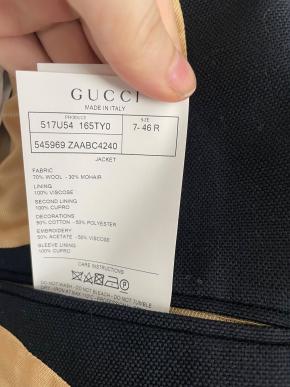 GUCCI
MADE IN ITALY
PRODUCT SIZE
517U54 165TY0 7- 46 R
545969 ZAABC4240
JACKET
FABRIC
70% WOOL - 30% MOHAIR
LINING
100% VISCOSE
SECOND LINING
100% CUPRO
DECORATIONS
50% COTTON - 50% POLYESTER
EMBROIDERY
50% ACETATE - 50% VISCOSE
SLEEVE LINING
100% CUPRO
CARE INSTRUCTIONS
DO NOT WASH - DO NOT BLEACH - DO NOT TUMBLE